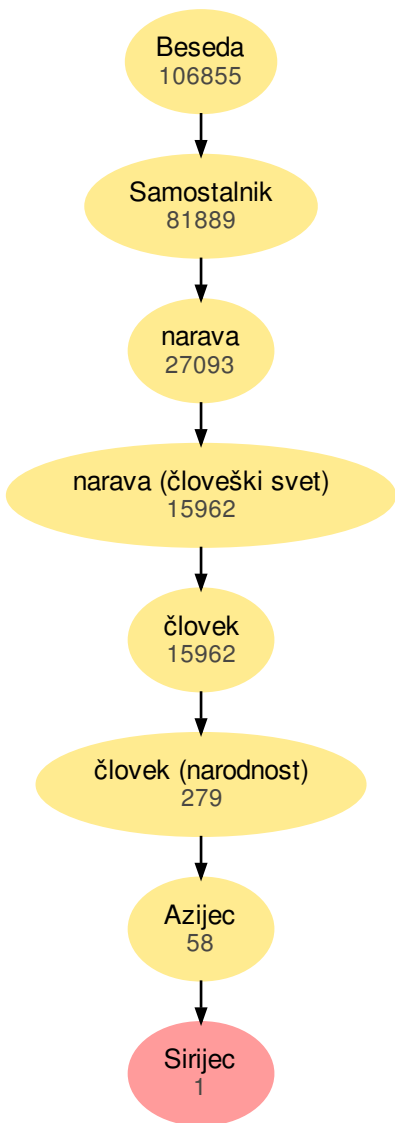 Beseda
106855
Samostalnik
81889
narava
27093
narava (človeški svet)
15962
človek
15962
človek (narodnost)
279
Azijec
58
Sirijec
1